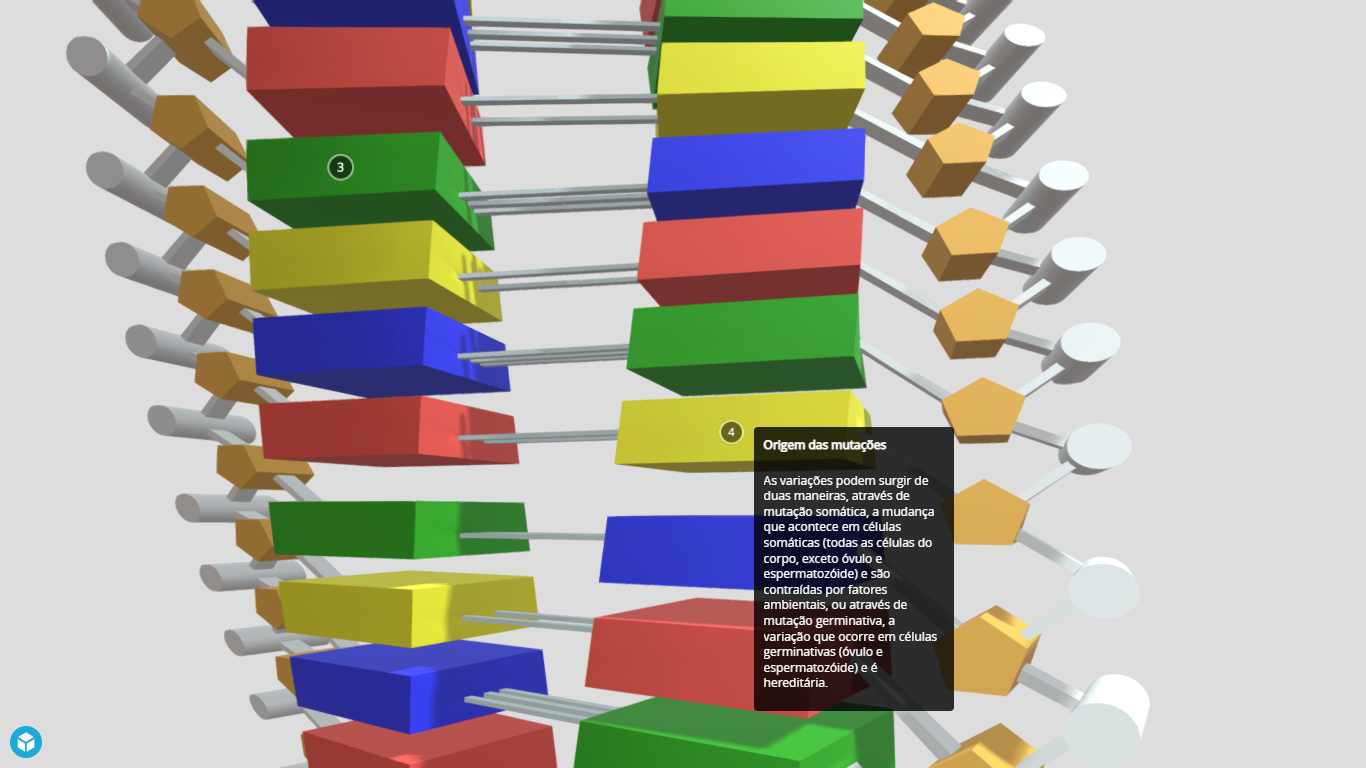 3
4
Origem das mutações
As variações podem surgir de
duas maneiras, através de
mutação somática, a mudança
que acontece em células
somáticas (todas as células do
corpo, exceto óvulo e
espermatozóide) e são
contraídas por fatores
ambientais, ou através de
mutação germinativa, a
variação que ocorre em células
germinativas (óvulo e
espermatozóide) e é
hereditária.